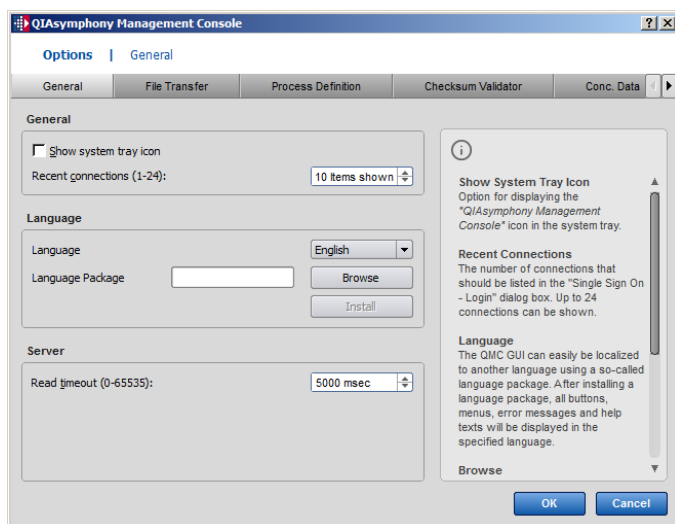 QIAsymphony Management Console
Options | General
General
File Transfer
Process Definition
Checksum Validator
Conc. Data
General
Show system tray icon
Recent connections (1-24):
10 Items shown
Language
Language
English
Language Package
Browse
Install
Server
Read timeout (0-65535):
5000 msec
Show System Tray Icon
Option for displaying the
"QIAsymphony Management
Console" icon in the system tray.
Recent Connections
The number of connections that
should be listed in the "Single Sign On
- Login" dialog box. Up to 24
connections can be shown.
Language
The QMC GUI can easily be localized
to another language using a so-called
language package. After installing a
language package, all buttons,
menus, error messages and help
texts will be displayed in the
specified language.
Browse
OK
Cancel